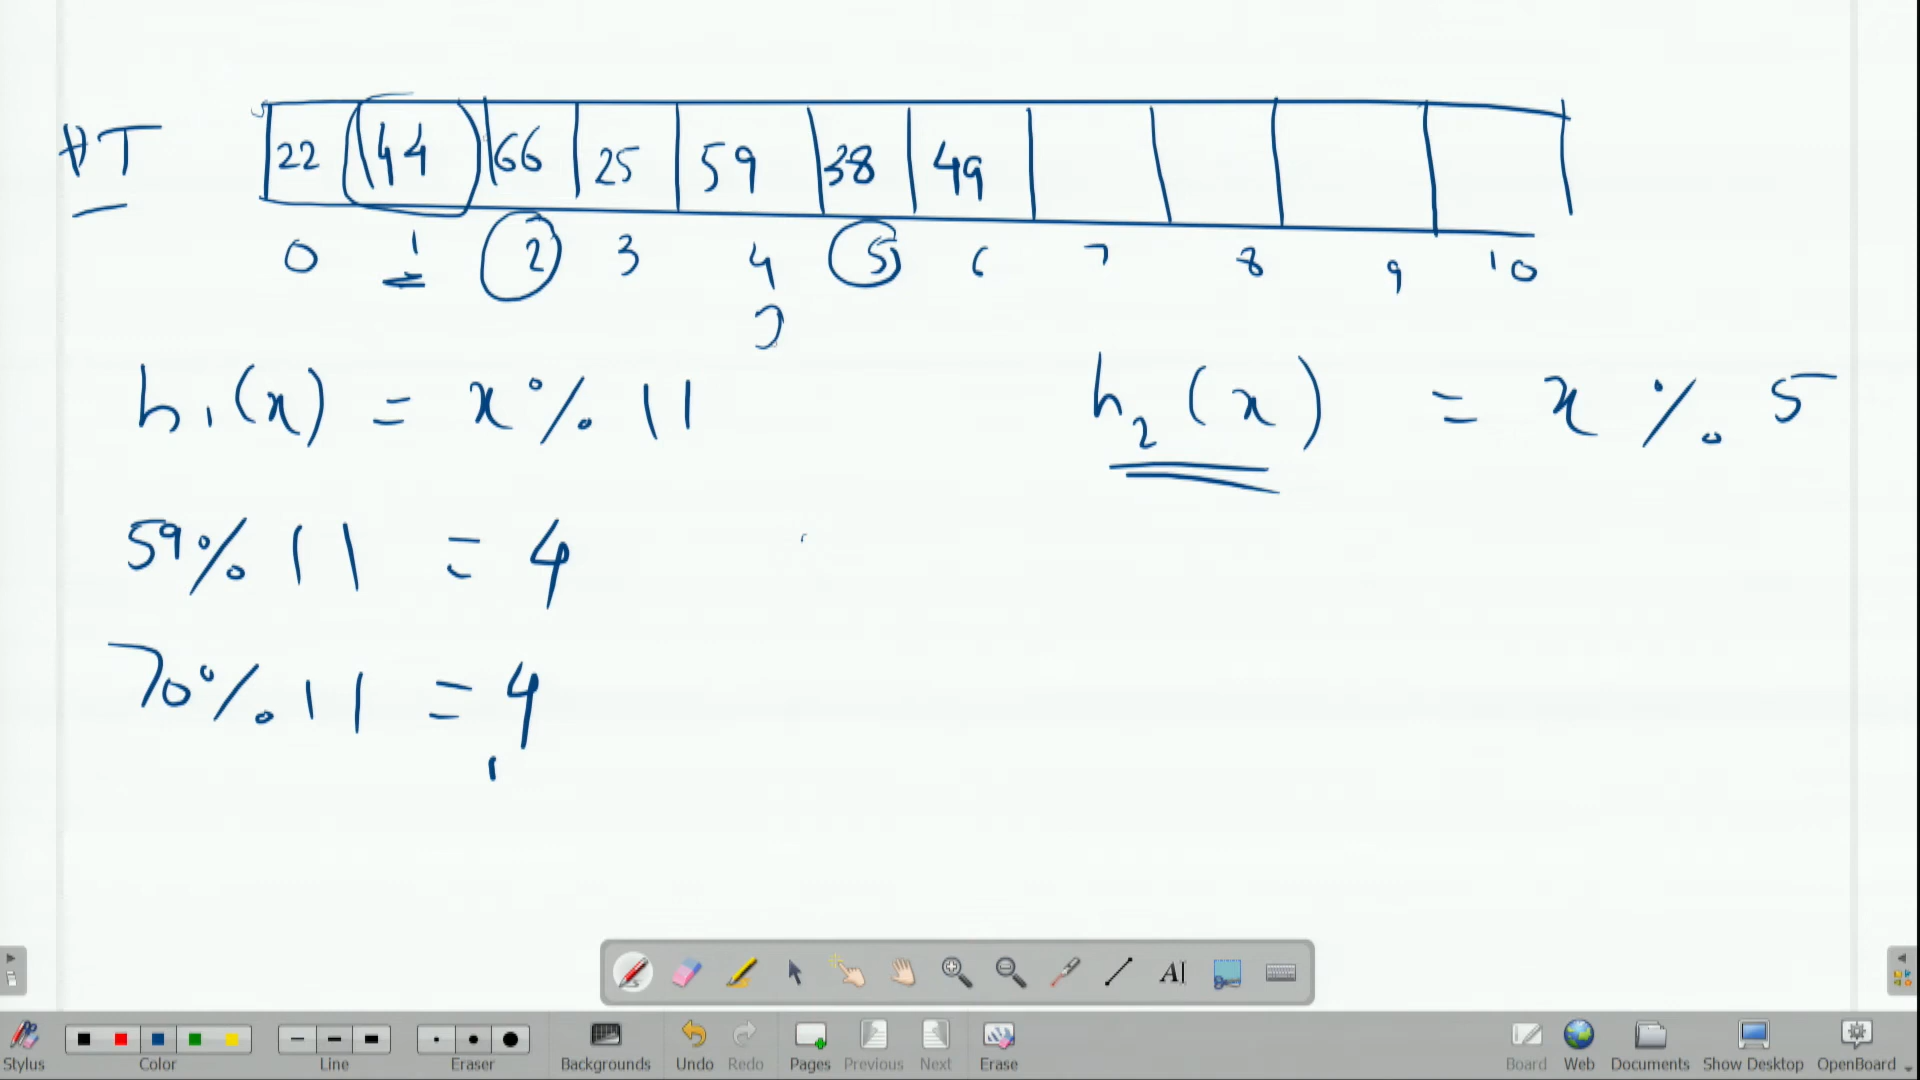 HT 22 44 66 25 59 38 49
0 1 2 3 4 5 6 7 8 9 10
h1(x) = x % 11 h2(x) = x % 5
59 % 11 = 4
70 % 11 = 4
Stylus Color Line Eraser Backgrounds Undo Redo Pages Previous Next Erase Board Web Documents Show Desktop OpenBoard